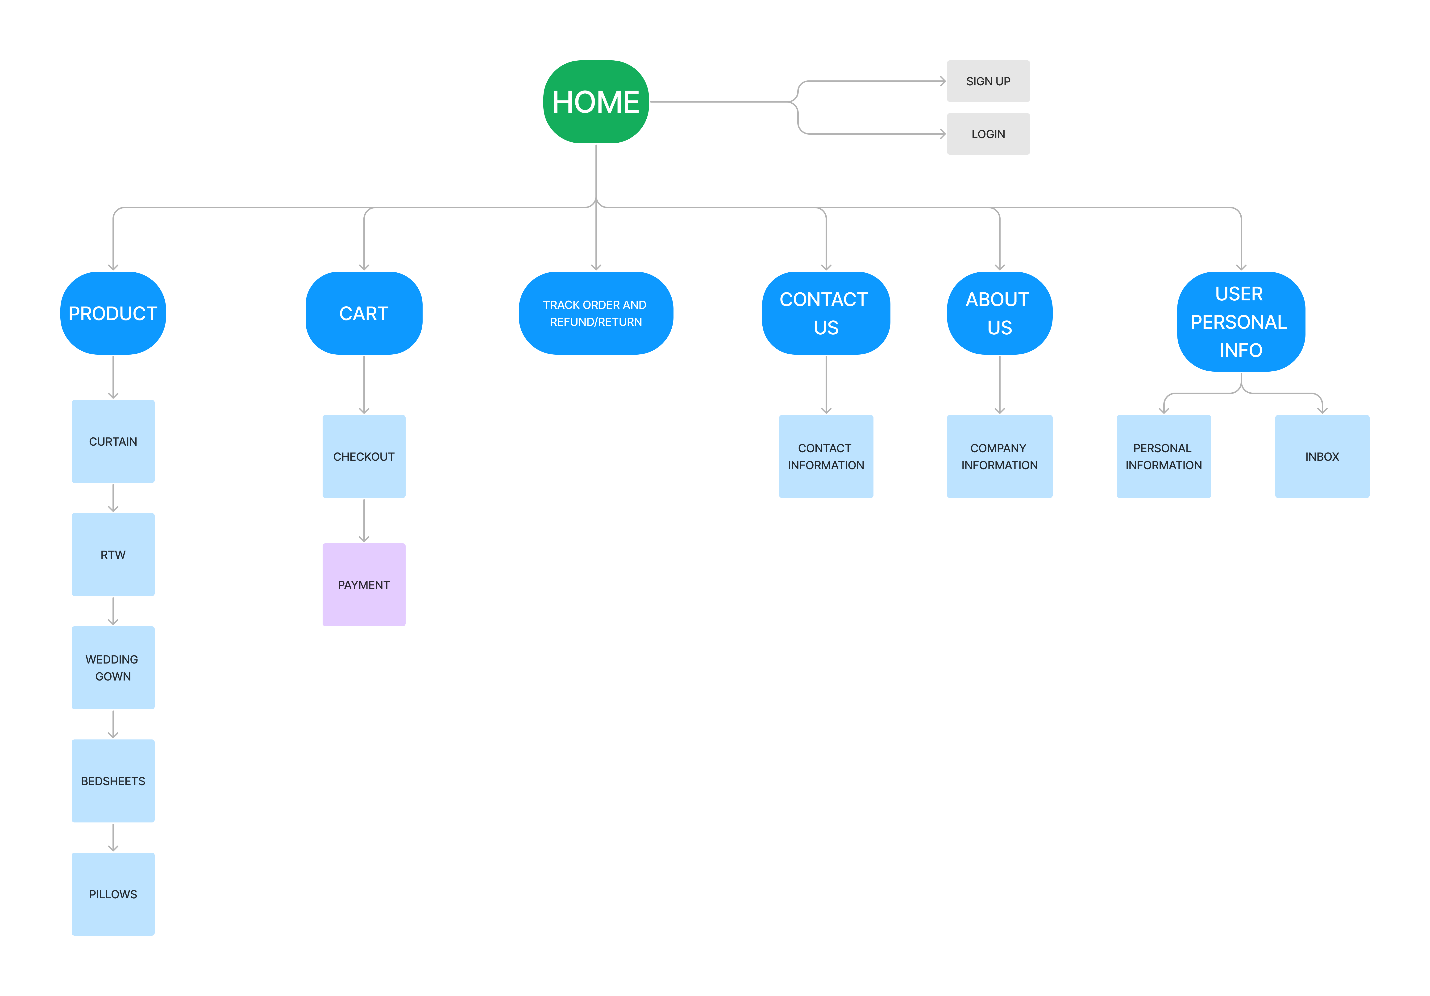 HOME
SIGN UP
LOGIN
PRODUCT
CART
TRACK ORDER AND
REFUND/RETURN
CONTACT
US
ABOUT
US
USER
PERSONAL
INFO
CURTAIN
CHECKOUT
CONTACT
INFORMATION
COMPANY
INFORMATION
PERSONAL
INFORMATION
INBOX
RTW
PAYMENT
WEDDING
GOWN
BEDSHEETS
PILLOWS